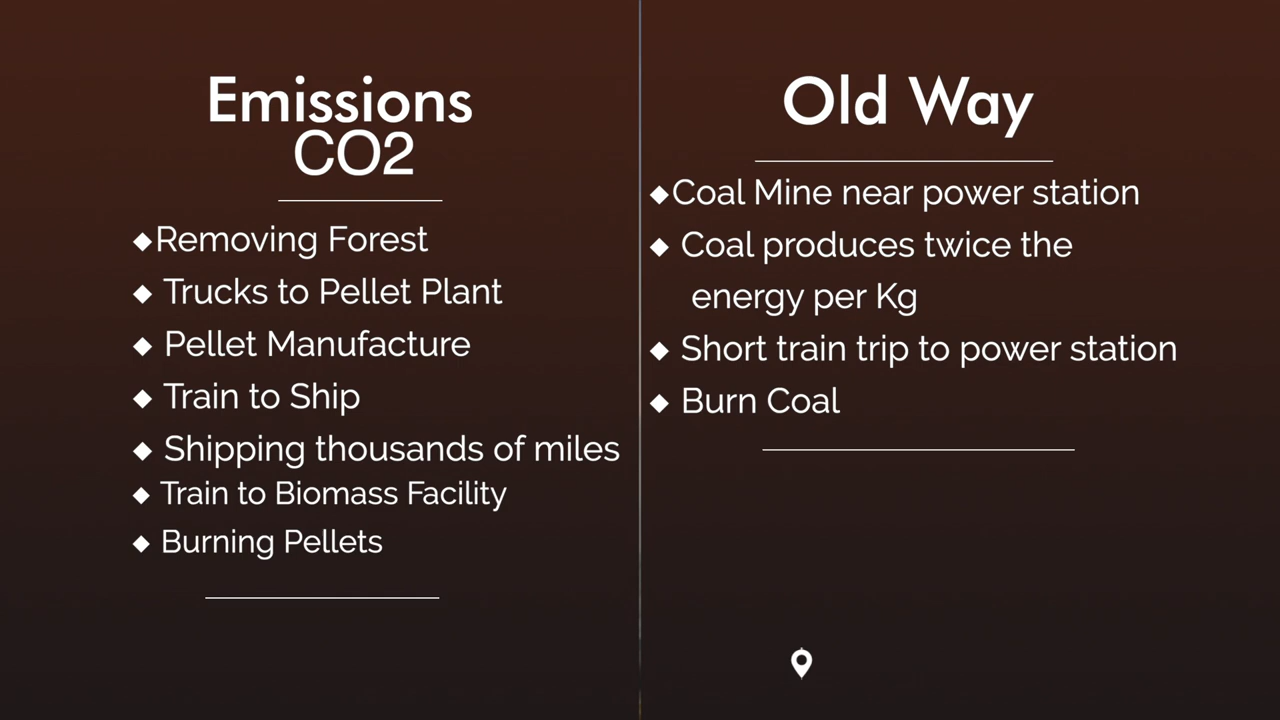 Emissions
CO2
◆Removing Forest
◆ Trucks to Pellet Plant
◆ Pellet Manufacture
◆ Train to Ship
◆ Shipping thousands of miles
◆ Train to Biomass Facility
◆ Burning Pellets
Old Way
◆Coal Mine near power station
◆ Coal produces twice the
energy per Kg
◆ Short train trip to power station
◆ Burn Coal